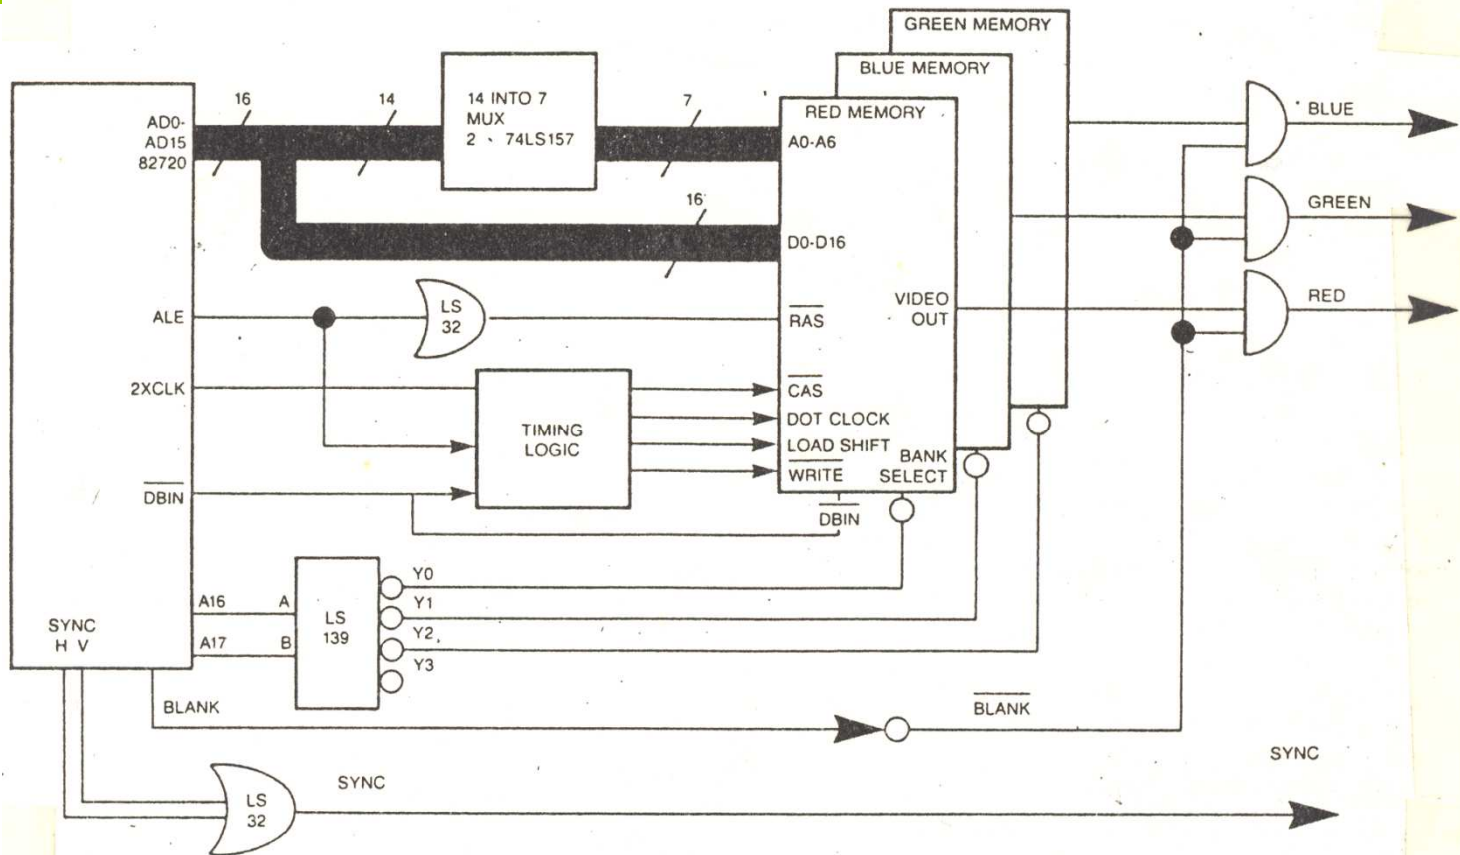 GREEN MEMORY
BLUE MEMORY
RED MEMORY
16
14
14 INTO 7
MUX
2 ` 74LS157
7
AD0-
AD15
82720
A0-A6
BLUE
16
D0-D16
GREEN
ALE
LS
32
RAS
VIDEO
OUT
RED
2XCLK
TIMING
LOGIC
CAS
DOT CLOCK
LOAD SHIFT
WRITE
BANK
SELECT
DBIN
DBIN
A16
A17
A
B
LS
139
Y0
Y1
Y2
Y3
SYNC
H V
BLANK
BLANK
SYNC
LS
32
SYNC